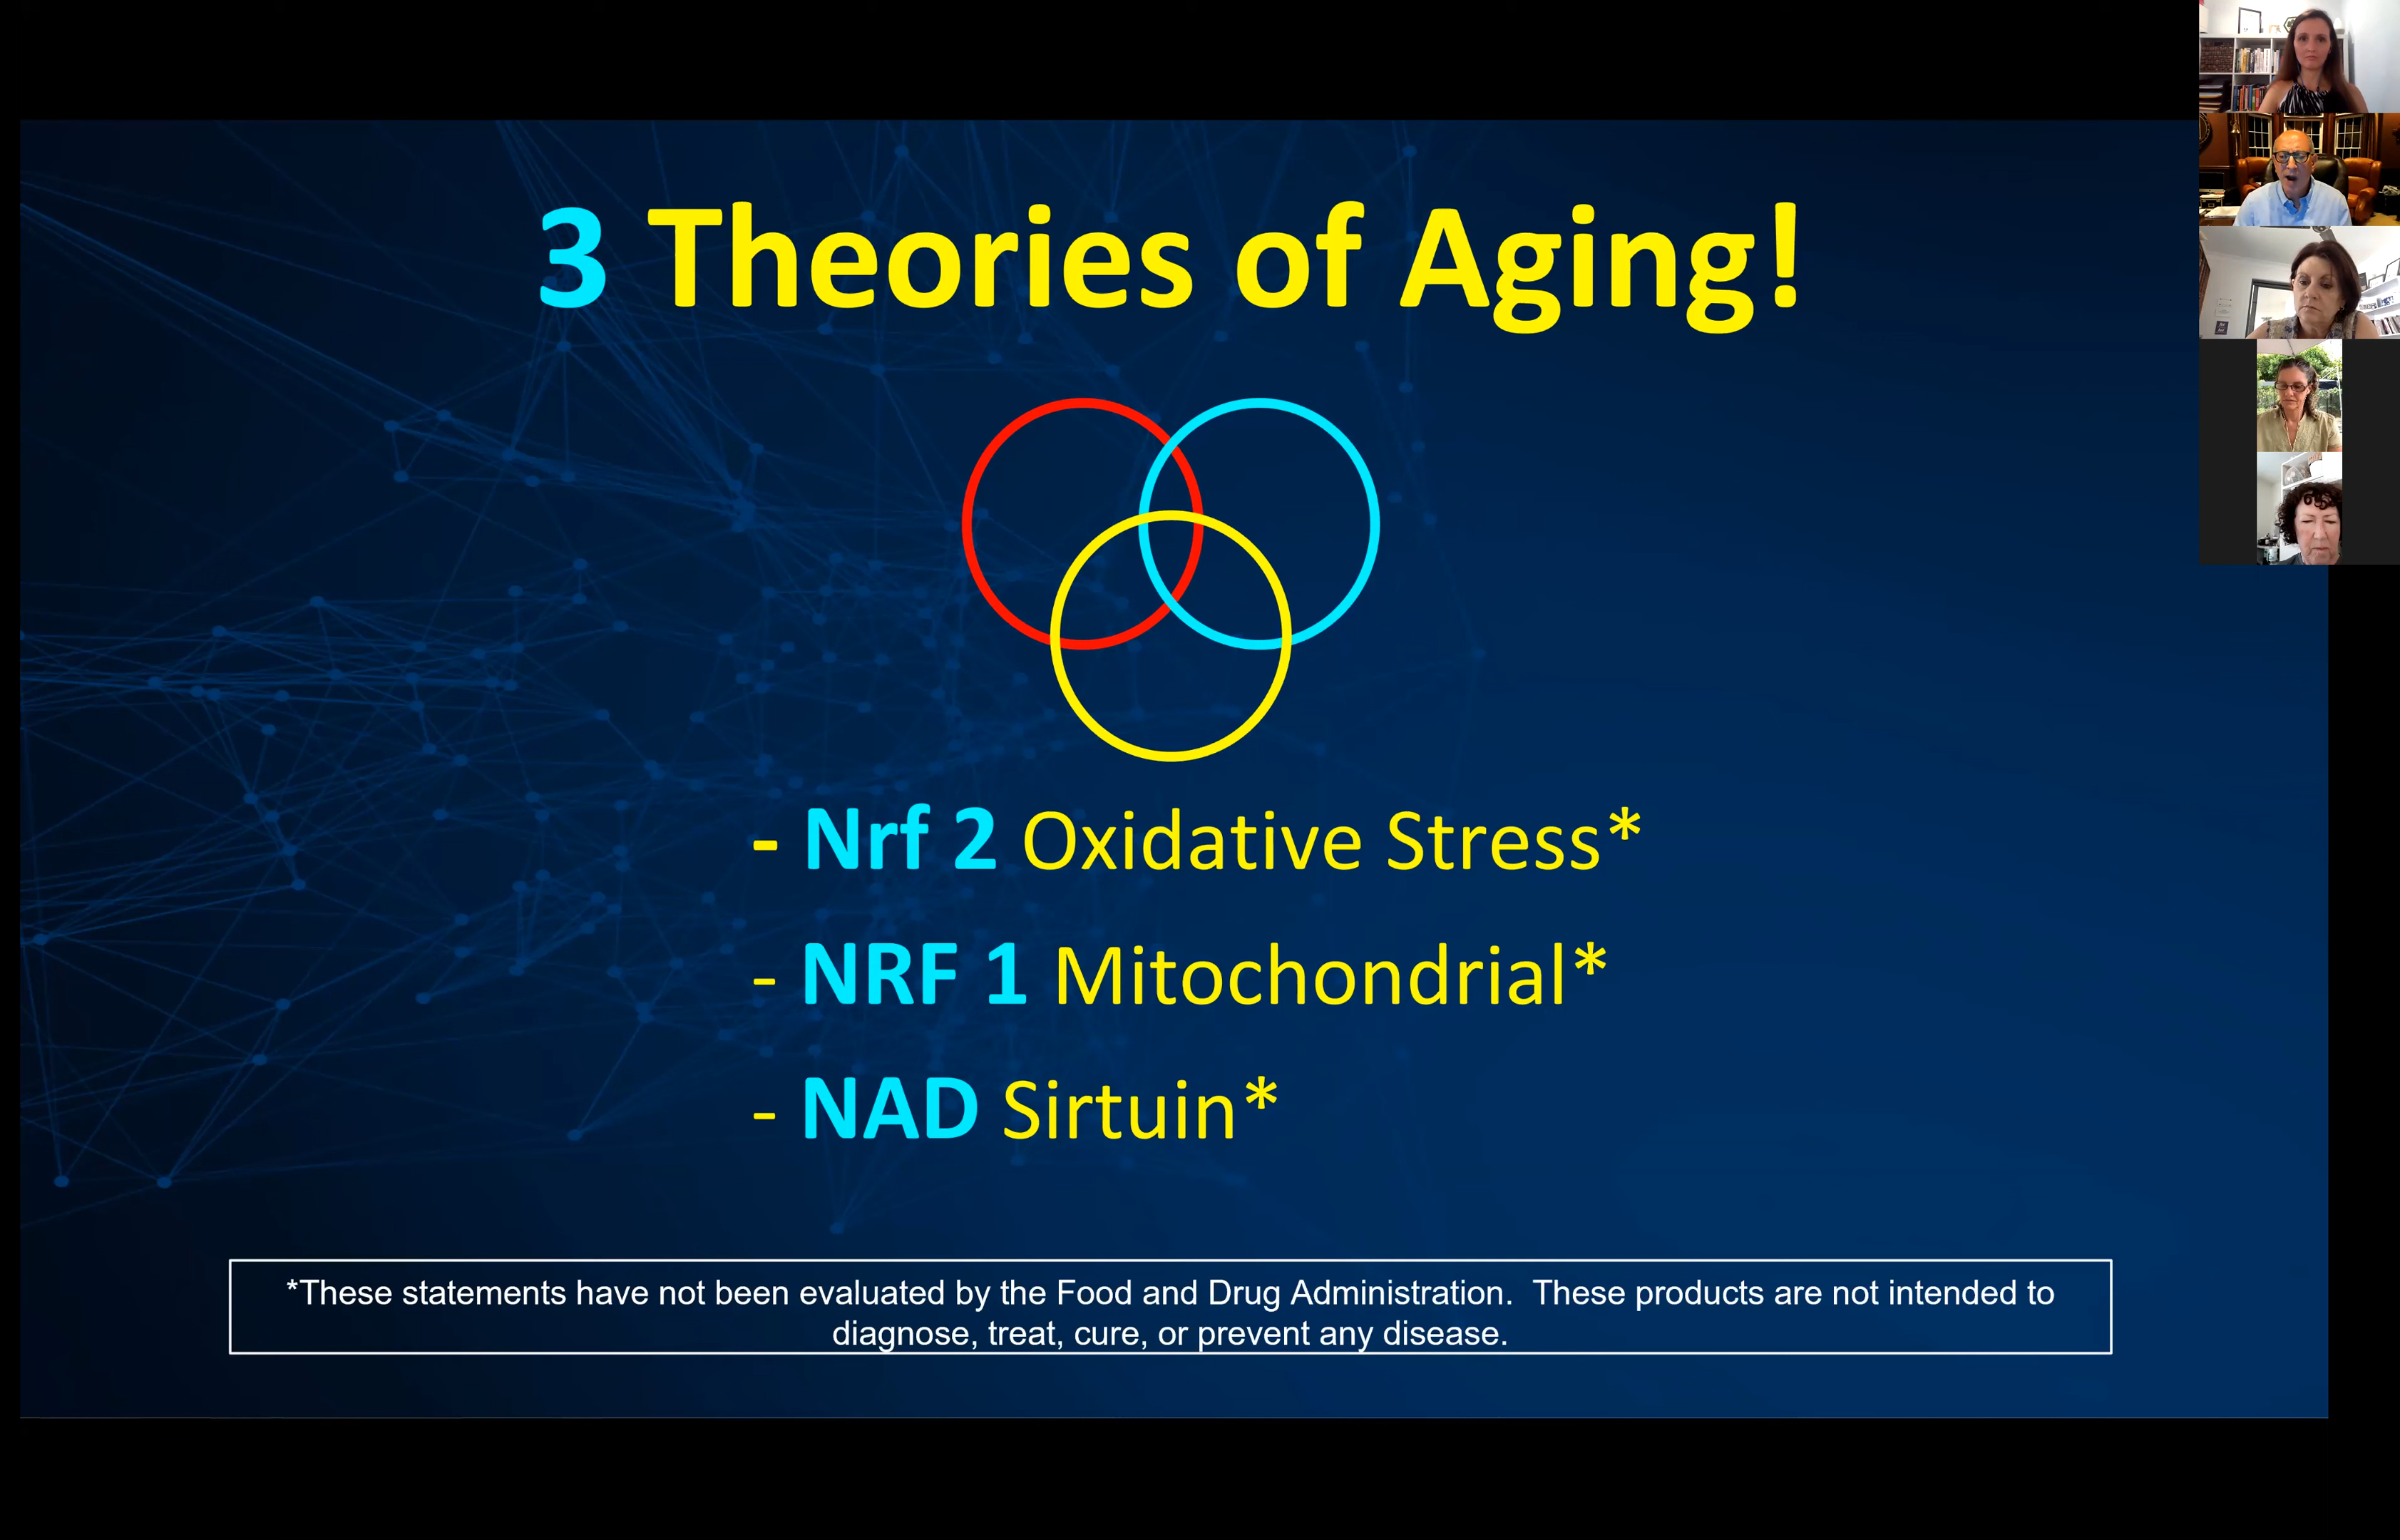 3 Theories of Aging!
- Nrf 2 Oxidative Stress*
- NRF 1 Mitochondrial*
- NAD Sirtuin*
*These statements have not been evaluated by the Food and Drug Administration.  These products are not intended to
diagnose, treat, cure, or prevent any disease.